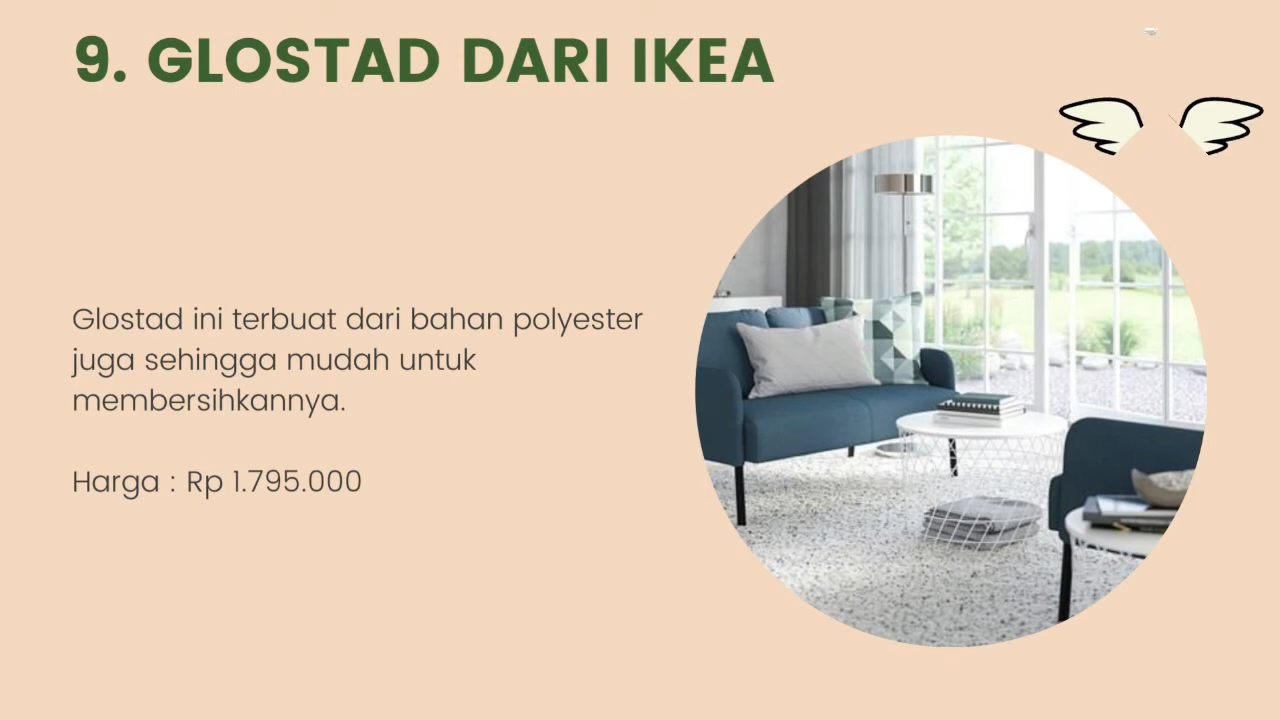 9. GLOSTAD DARI IKEA
Glostad ini terbuat dari bahan polyester
juga sehingga mudah untuk
membersihkannya.
Harga : Rp 1.795.000